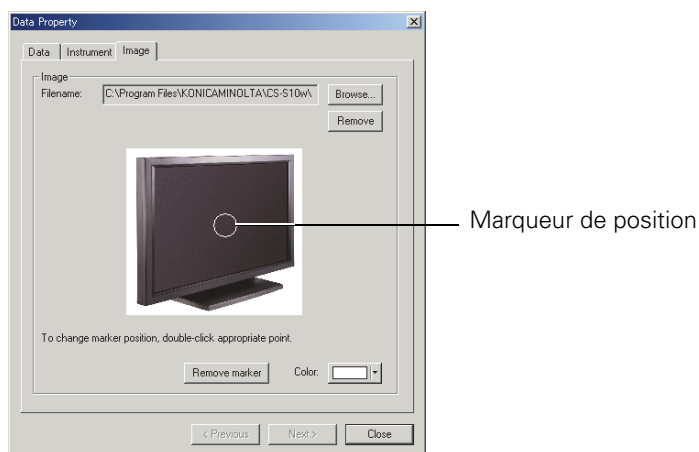 Data Property
Data Instrument Image
Image
Filename: C:\Program Files\KONICAMINOLTA\CS-S10w\ Browse...
Remove
Marqueur de position
To change marker position, double-click appropriate point.
Remove marker Color:
< Previous Next > Close